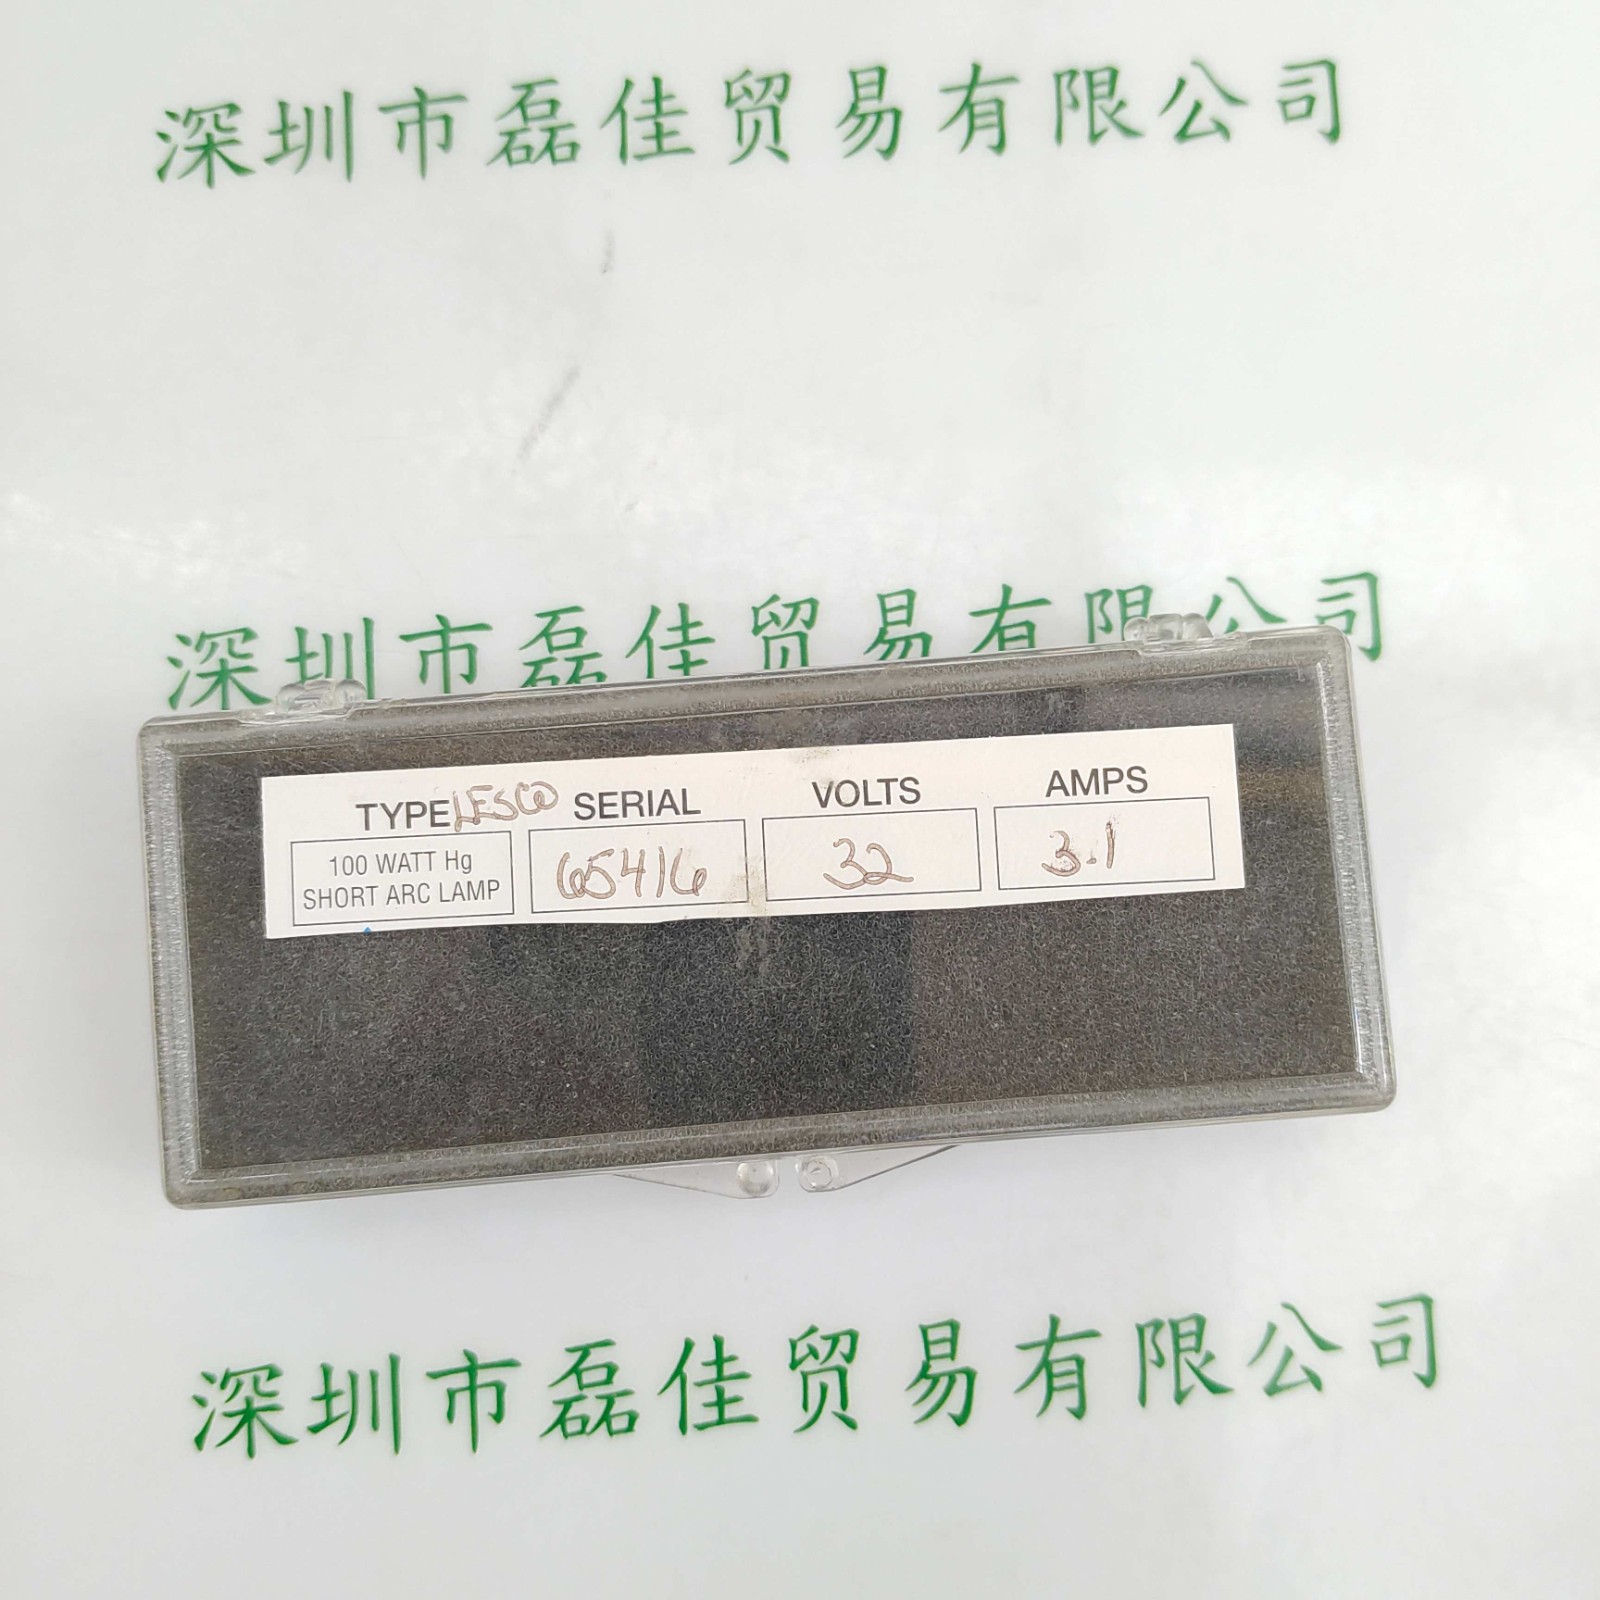 深圳市磊佳贸易有限公司
深圳市磊佳贸易有限公司
TYPE LESCO SERIAL VOLTS AMPS
100 WATT Hg
SHORT ARC LAMP
65416 32 3.1
深圳市磊佳贸易有限公司